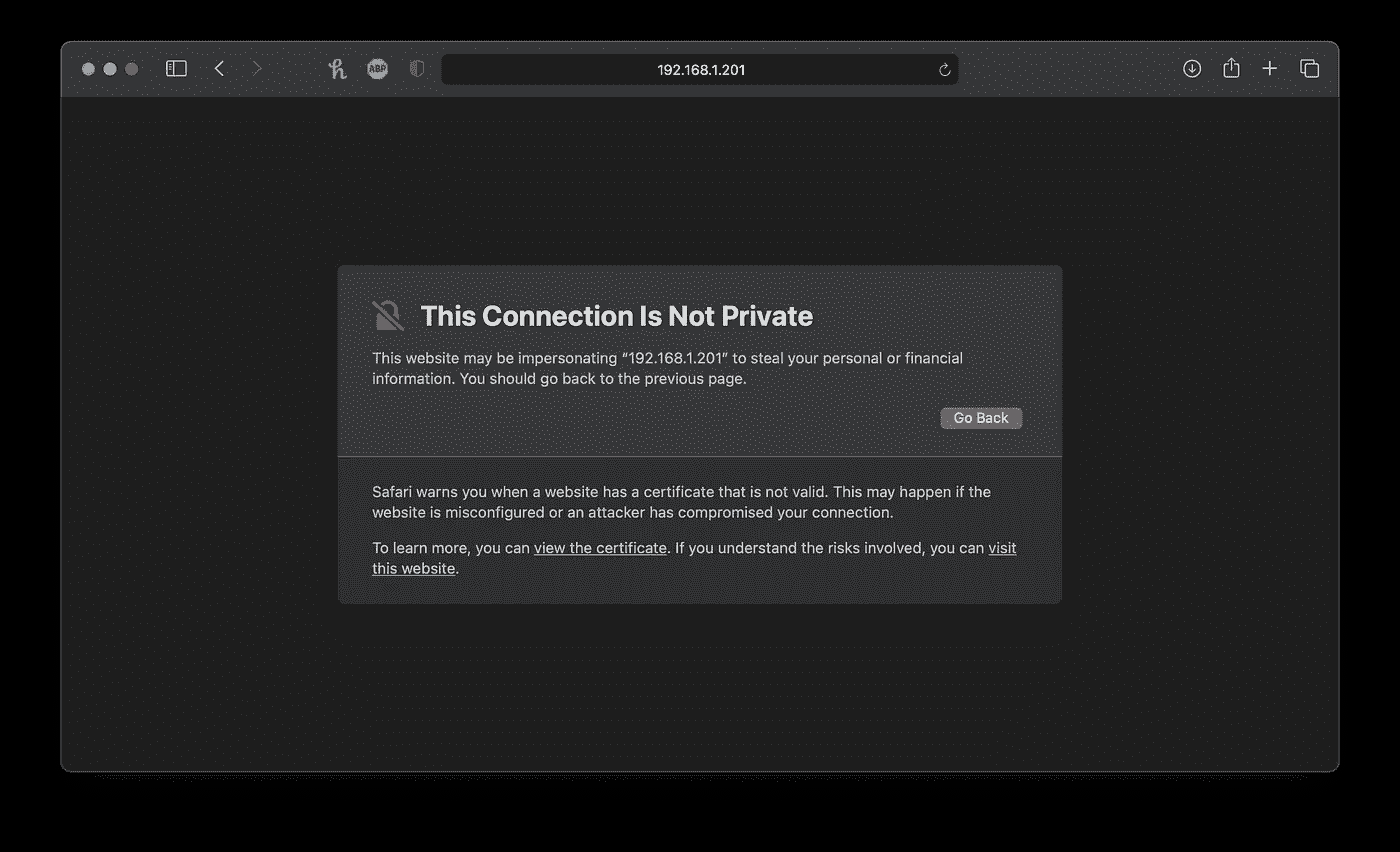 ABP
192.168.1.201
This Connection Is Not Private
This website may be impersonating “192.168.1.201” to steal your personal or financial
information. You should go back to the previous page.
Go Back
Safari warns you when a website has a certificate that is not valid. This may happen if the
website is misconfigured or an attacker has compromised your connection.
To learn more, you can view the certificate. If you understand the risks involved, you can visit
this website.